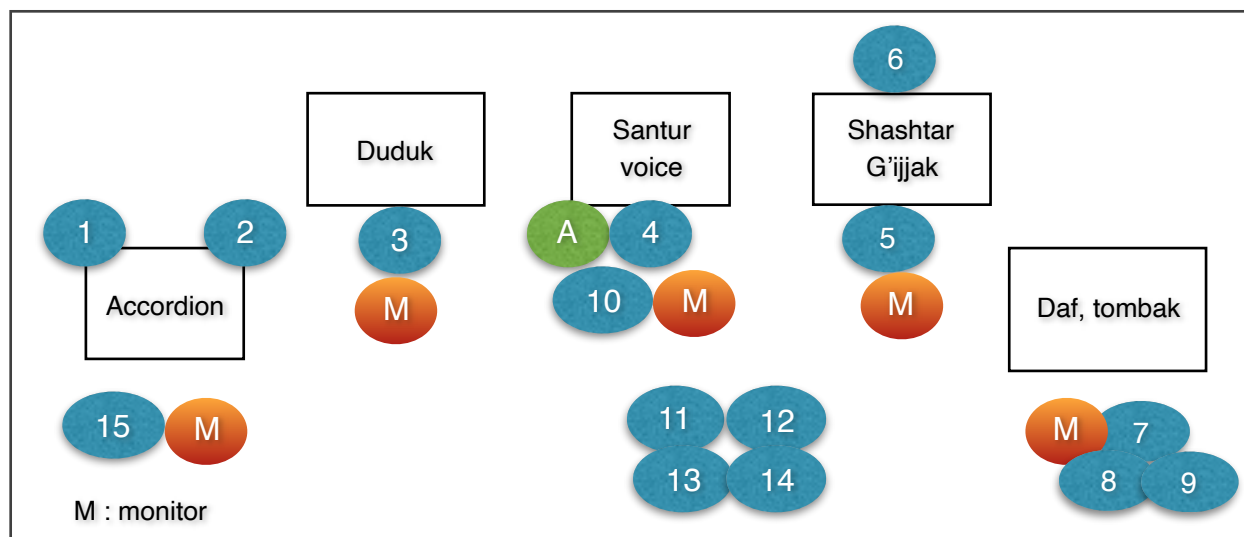 6
Duduk
Santur
voice
Shashtar
G'ijjak
1
2
3
A
4
5
Accordion
M
10
M
M
Daf, tombak
15
M
11
12
M
7
13
14
8
9
M : monitor